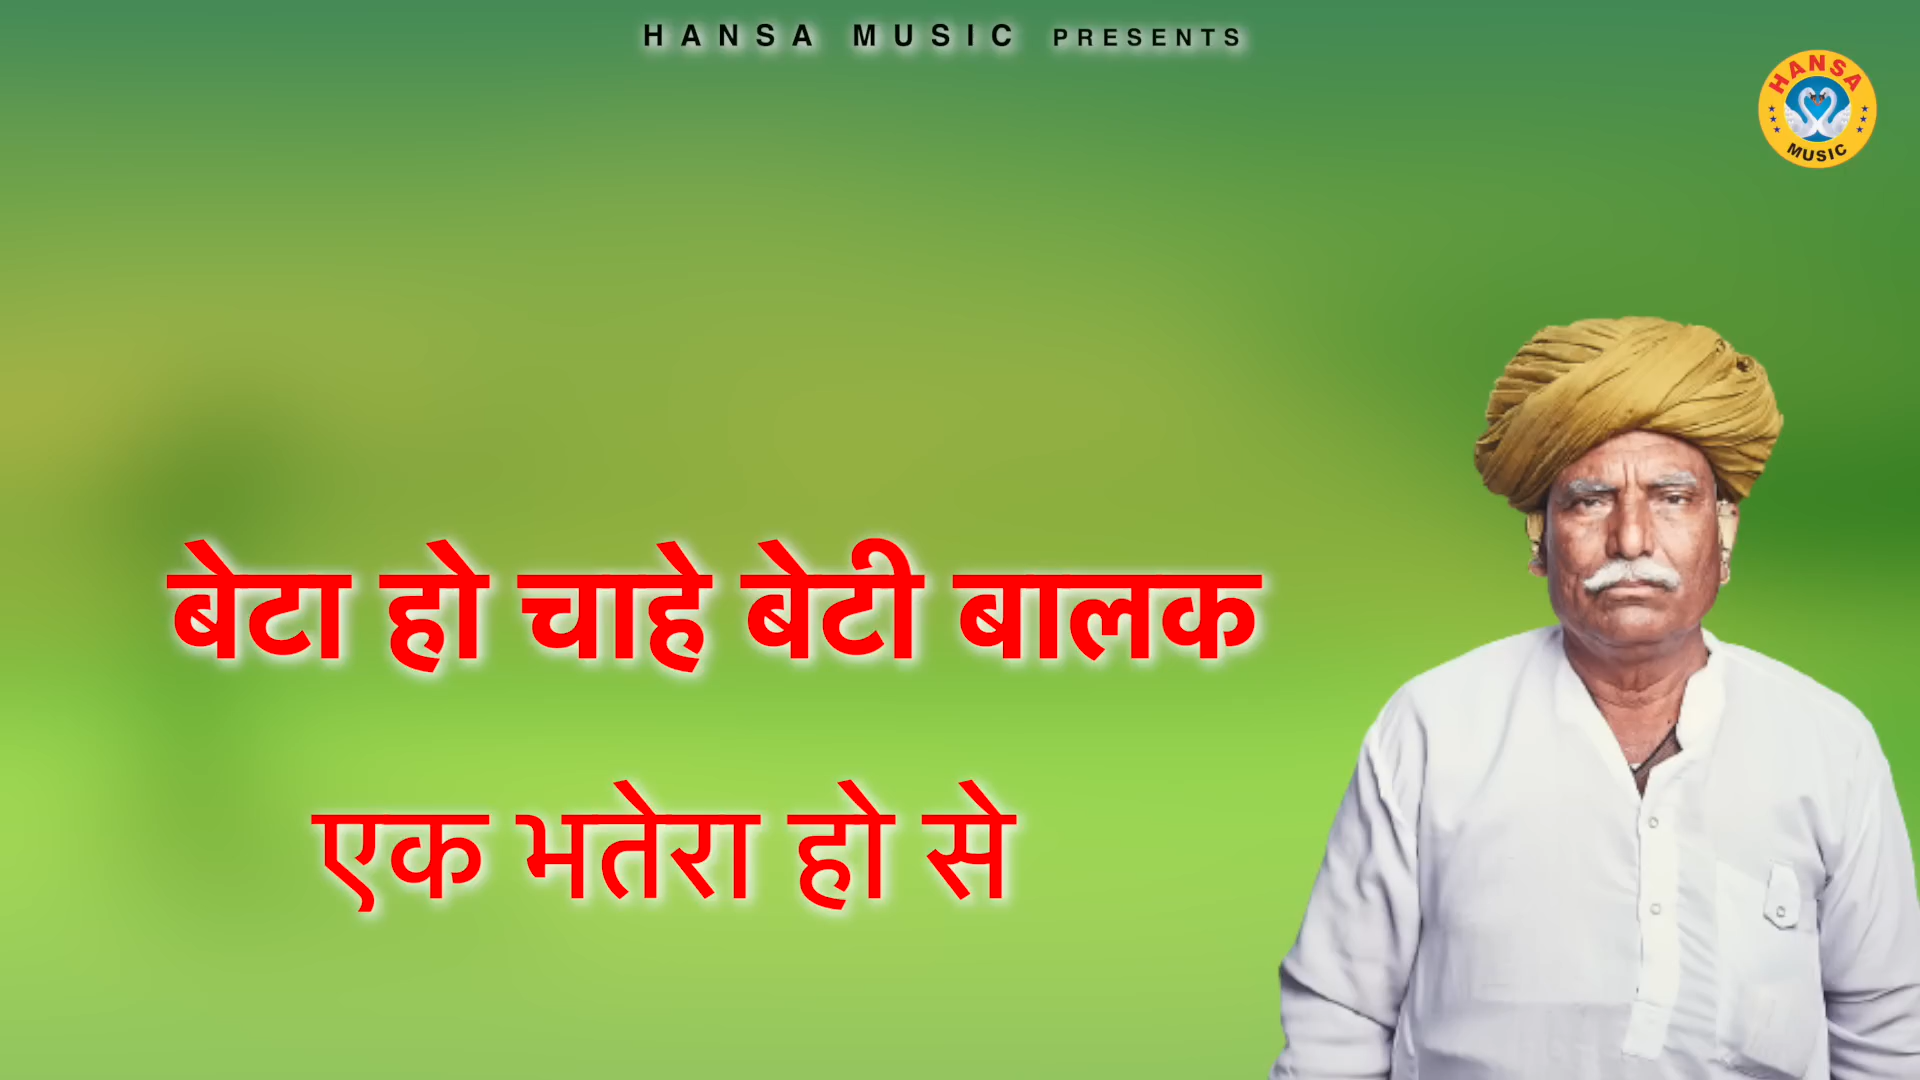 HANSA MUSIC PRESENTS
HANSA
MUSIC
बेटा हो चाहे बेटी बालक
एक भतेरा हो से